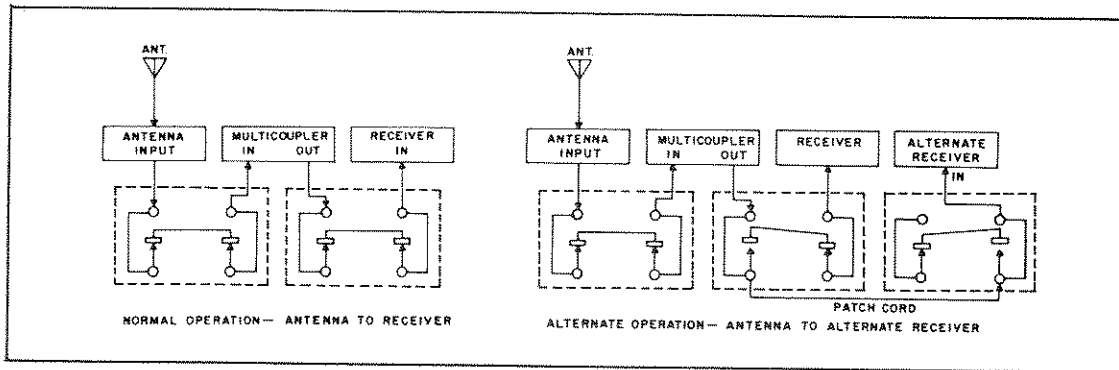 ANT.
ANTENNA
INPUT
MULTICOUPLER
IN OUT
RECEIVER
IN
NORMAL OPERATION— ANTENNA TO RECEIVER
ANT.
ANTENNA
INPUT
MULTICOUPLER
IN OUT
RECEIVER
ALTERNATE
RECEIVER
IN
PATCH CORD
ALTERNATE OPERATION— ANTENNA TO ALTERNATE RECEIVER